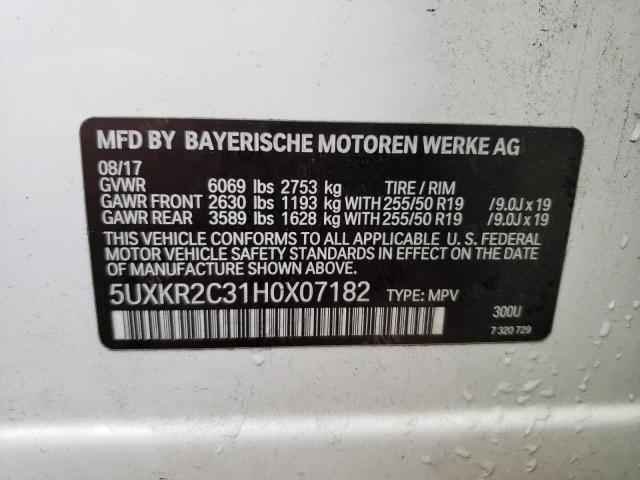 MFD BY BAYERISCHE MOTOREN WERKE AG
08/17
GVWR 6069 lbs 2753 kg TIRE / RIM
GAWR FRONT 2630 lbs 1193 kg WITH 255/50 R19 /9.0J x 19
GAWR REAR 3589 lbs 1628 kg WITH 255/50 R19 /9.0J x 19
THIS VEHICLE CONFORMS TO ALL APPLICABLE U. S. FEDERAL
MOTOR VEHICLE SAFETY STANDARDS IN EFFECT ON THE
DATE OF MANUFACTURE SHOWN ABOVE.
5UXKR2C31H0X07182 TYPE: MPV
300U
7 320 729